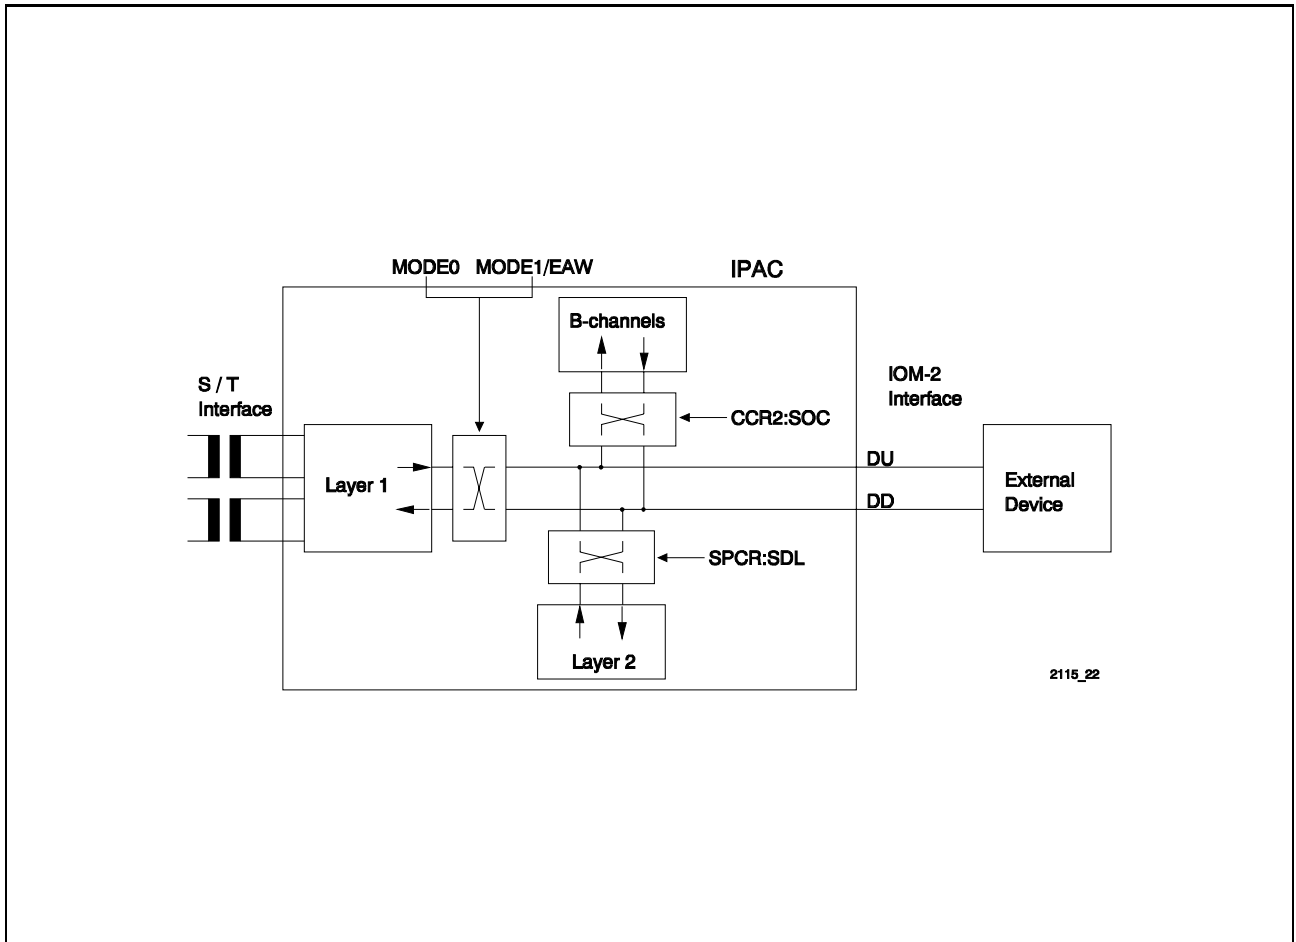 MODE0 MODE1/EAW IPAC
B-channels
S / T
Interface
IOM-2
Interface
CCR2:SOC
DU
Layer 1
External
Device
DD
SPCR:SDL
Layer 2
2115_22